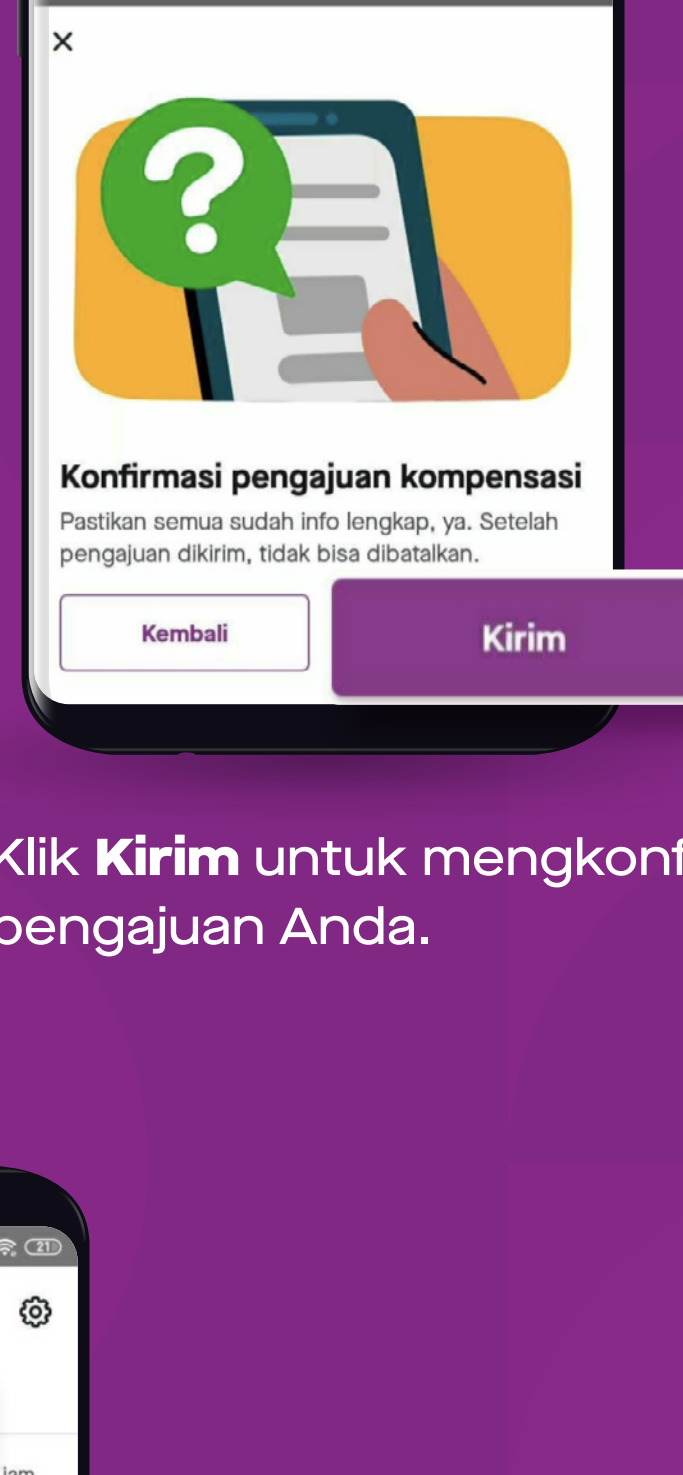 ?
Konfirmasi pengajuan kompensasi
Pastikan semua sudah info lengkap, ya. Setelah
pengajuan dikirim, tidak bisa dibatalkan.
Kembali
Kirim
Klik Kirim untuk mengkonf
pengajuan Anda.
21
jam